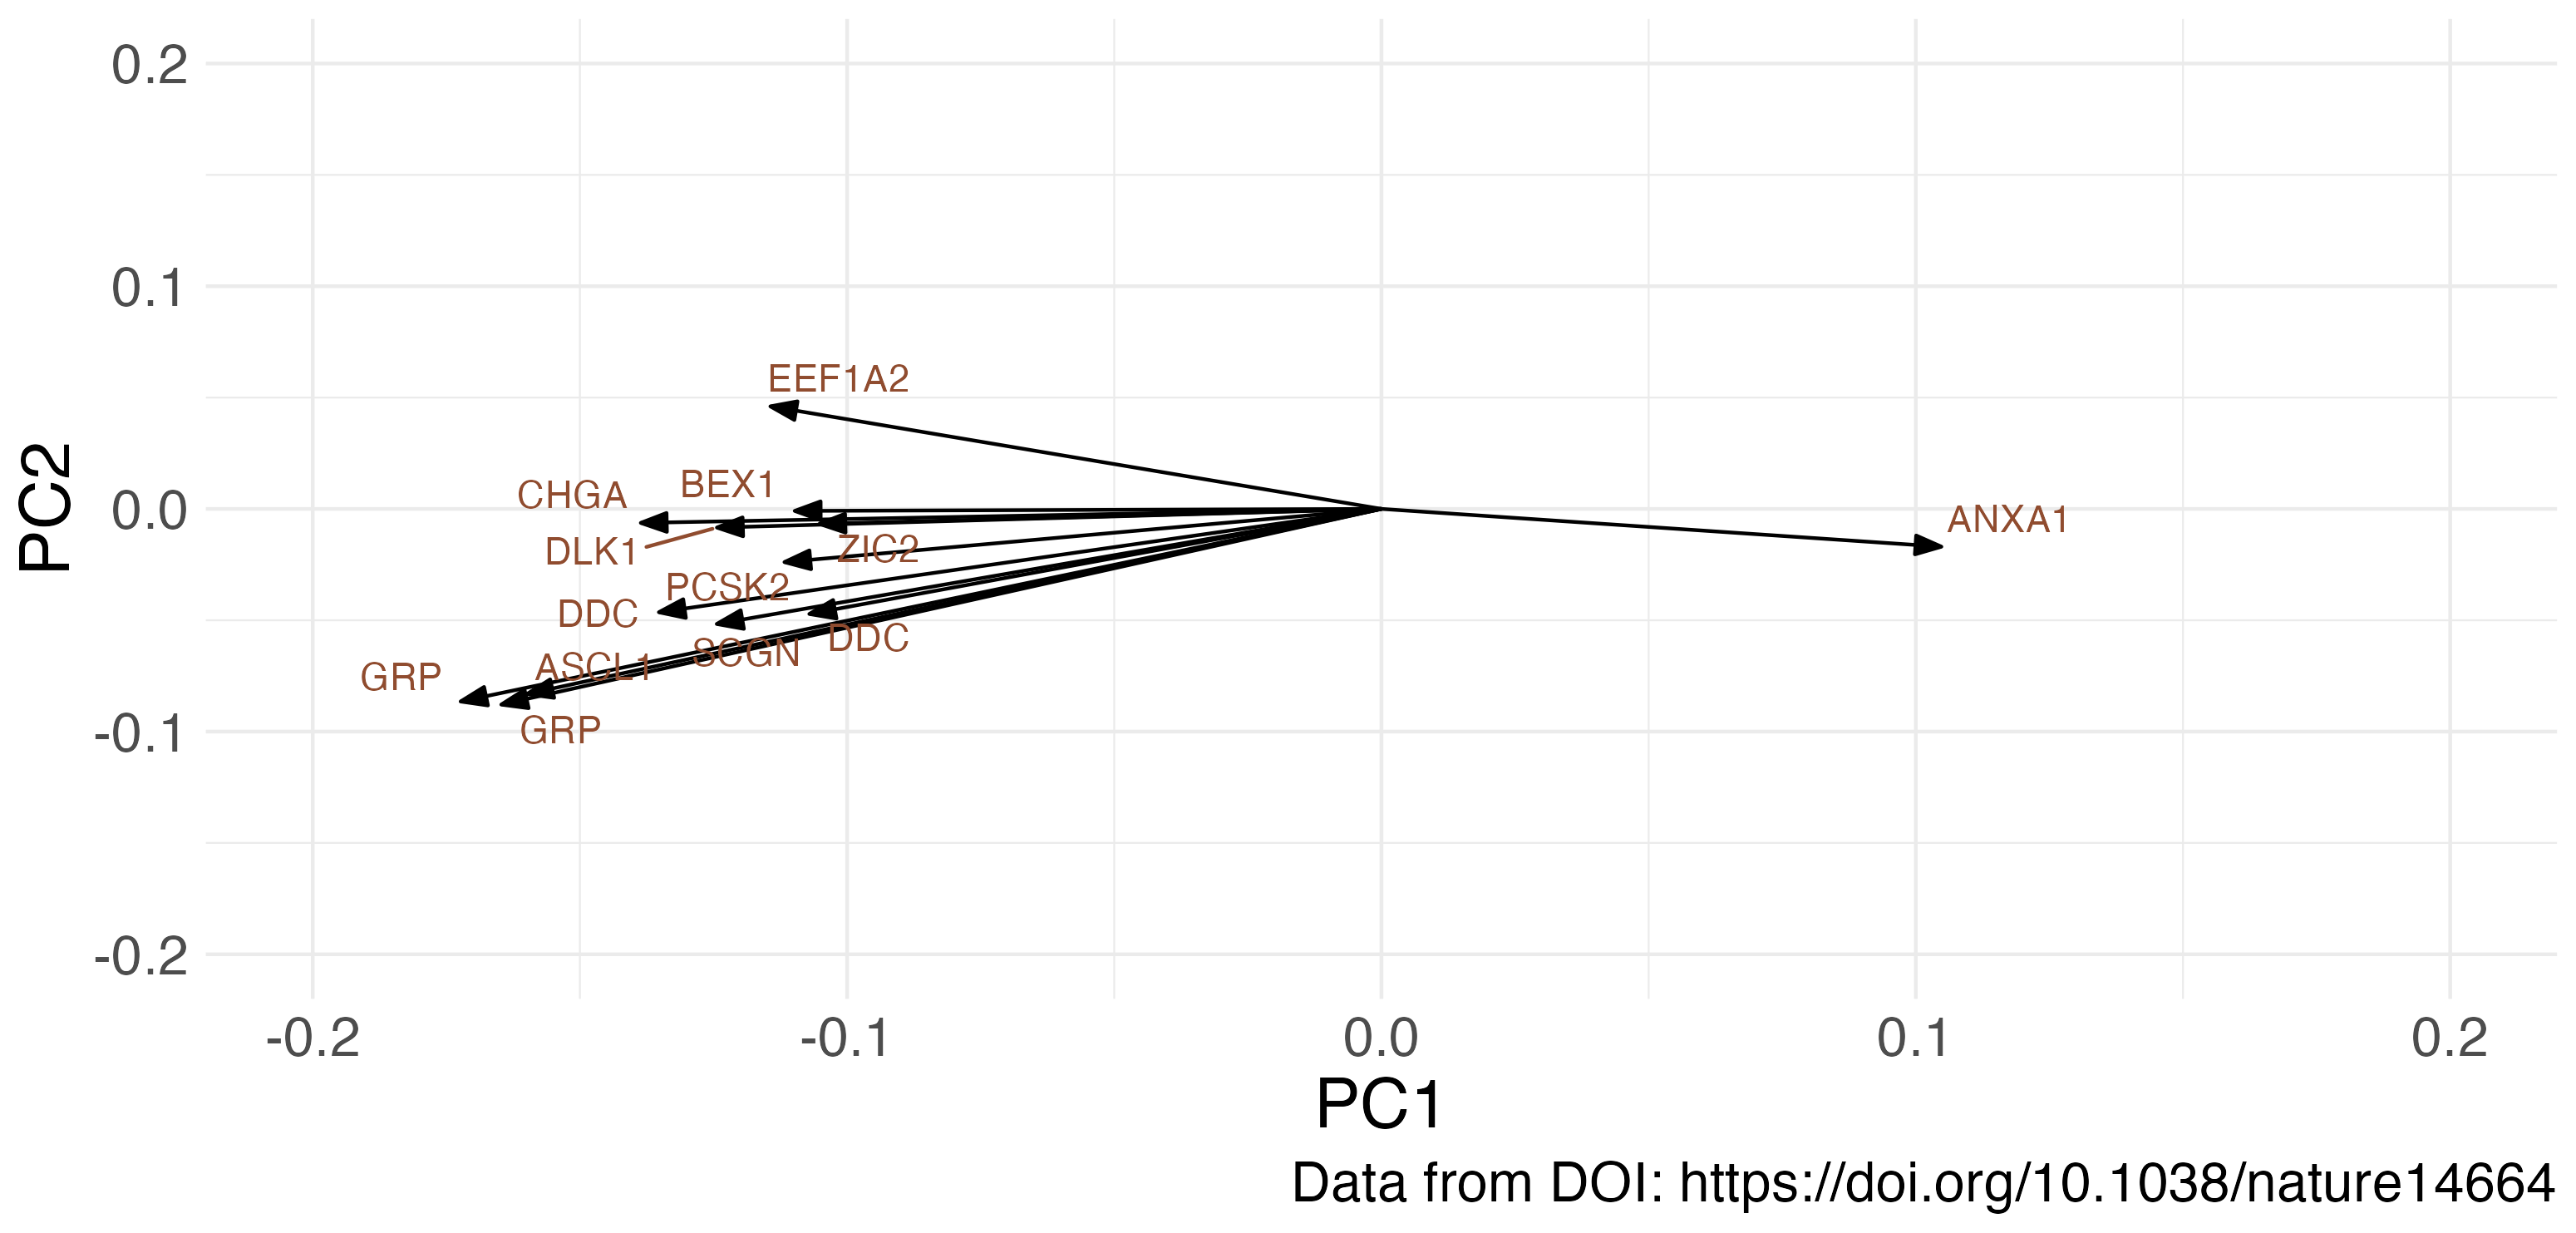 0.2
0.1
0.0
-0.1
-0.2
PC2
EEF1A2
BEX1
CHGA
ANXA1
DLK1
ZIC2
PCSK2
DDC
DDC
SCGN
ASCL1
GRP
GRP
-0.2 -0.1 0.0 0.1 0.2
PC1
Data from DOI: https://doi.org/10.1038/nature14664